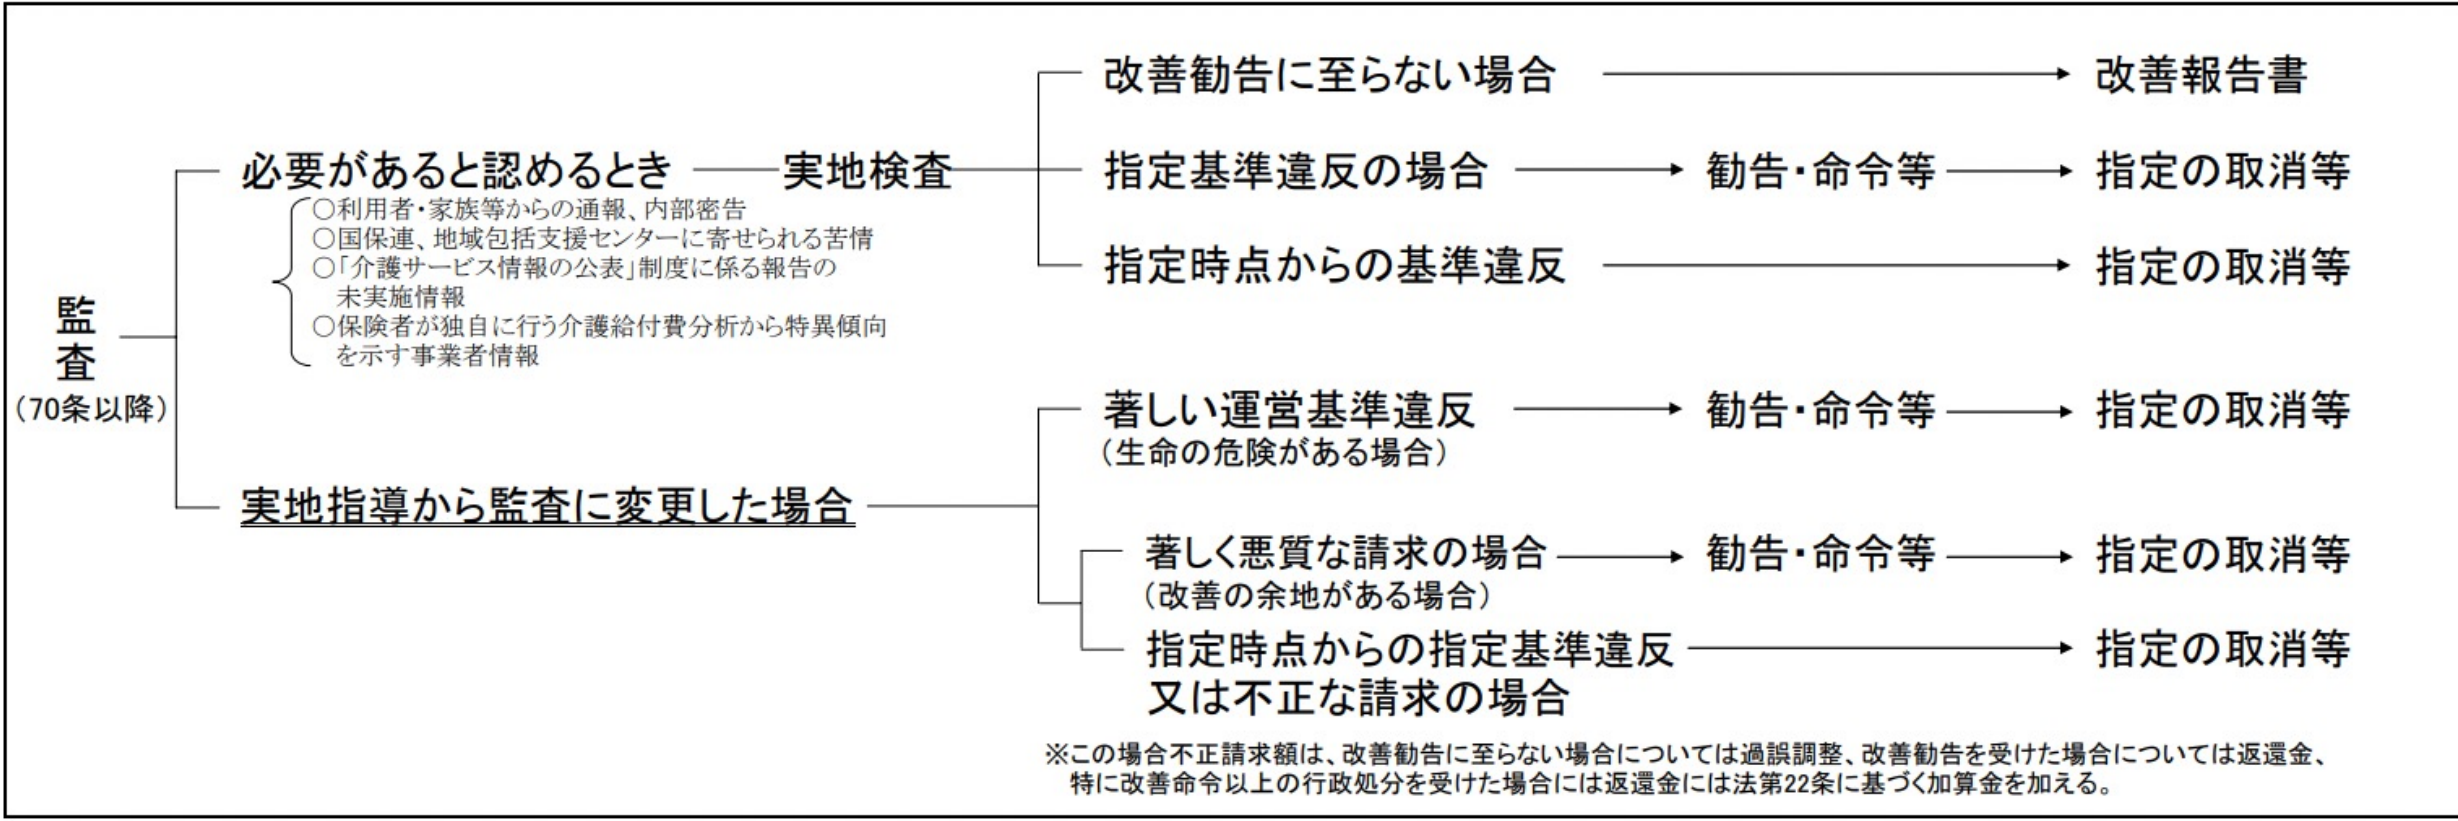 監
査
（70条以降）
必要があると認めるとき
○利用者・家族等からの通報、内部密告
○国保連、地域包括支援センターに寄せられる苦情
○「介護サービス情報の公表」制度に係る報告の
未実施情報
○保険者が独自に行う介護給付費分析から特異傾向
を示す事業者情報
実地検査
改善勧告に至らない場合
改善報告書
指定基準違反の場合
勧告・命令等
指定の取消等
指定時点からの基準違反
指定の取消等
実地指導から監査に変更した場合
著しい運営基準違反
（生命の危険がある場合）
勧告・命令等
指定の取消等
著しく悪質な請求の場合
（改善の余地がある場合）
勧告・命令等
指定の取消等
指定時点からの指定基準違反
又は不正な請求の場合
指定の取消等
※この場合不正請求額は、改善勧告に至らない場合については過誤調整、改善勧告を受けた場合については返還金、
特に改善命令以上の行政処分を受けた場合には返還金には法第22条に基づく加算金を加える。